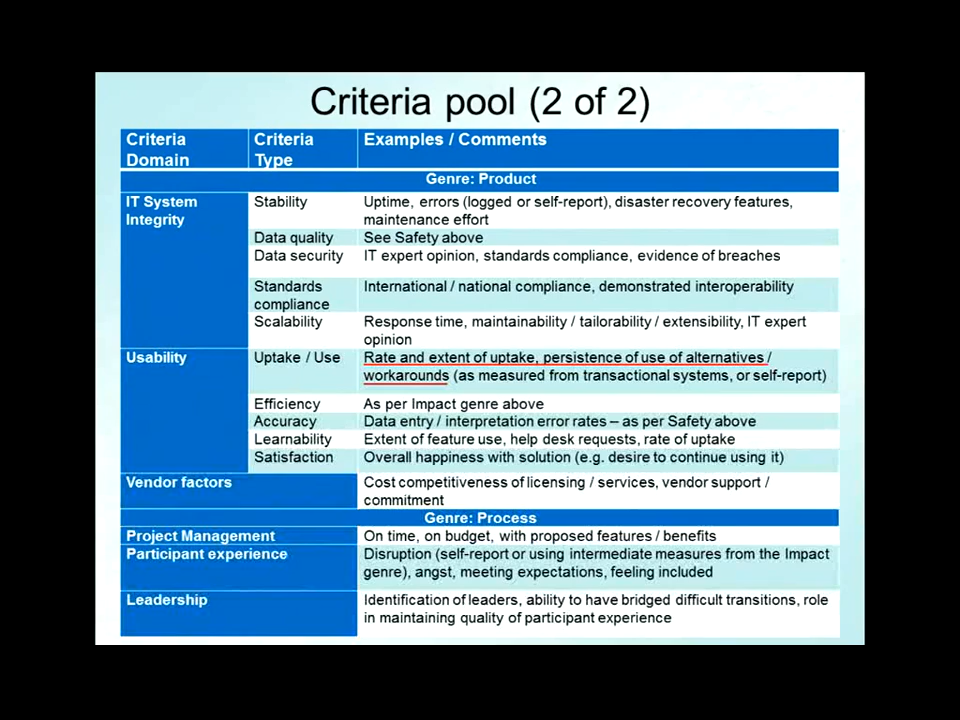 Criteria pool (2 of 2)
Criteria Domain
Criteria Type
Examples / Comments
Genre: Product
IT System Integrity
Stability
Uptime, errors (logged or self-report), disaster recovery features,
maintenance effort
Data quality
See Safety above
Data security
IT expert opinion, standards compliance, evidence of breaches
Standards compliance
International / national compliance, demonstrated interoperability
Scalability
Response time, maintainability / tailorability / extensibility, IT expert
opinion
Usability
Uptake / Use
Rate and extent of uptake, persistence of use of alternatives /
workarounds (as measured from transactional systems, or self-report)
Efficiency
As per Impact genre above
Accuracy
Data entry / interpretation error rates – as per Safety above
Learnability
Extent of feature use, help desk requests, rate of uptake
Satisfaction
Overall happiness with solution (e.g. desire to continue using it)
Vendor factors
Cost competitiveness of licensing / services, vendor support /
commitment
Genre: Process
Project Management
On time, on budget, with proposed features / benefits
Participant experience
Disruption (self-report or using intermediate measures from the Impact
genre), angst, meeting expectations, feeling included
Leadership
Identification of leaders, ability to have bridged difficult transitions, role
in maintaining quality of participant experience